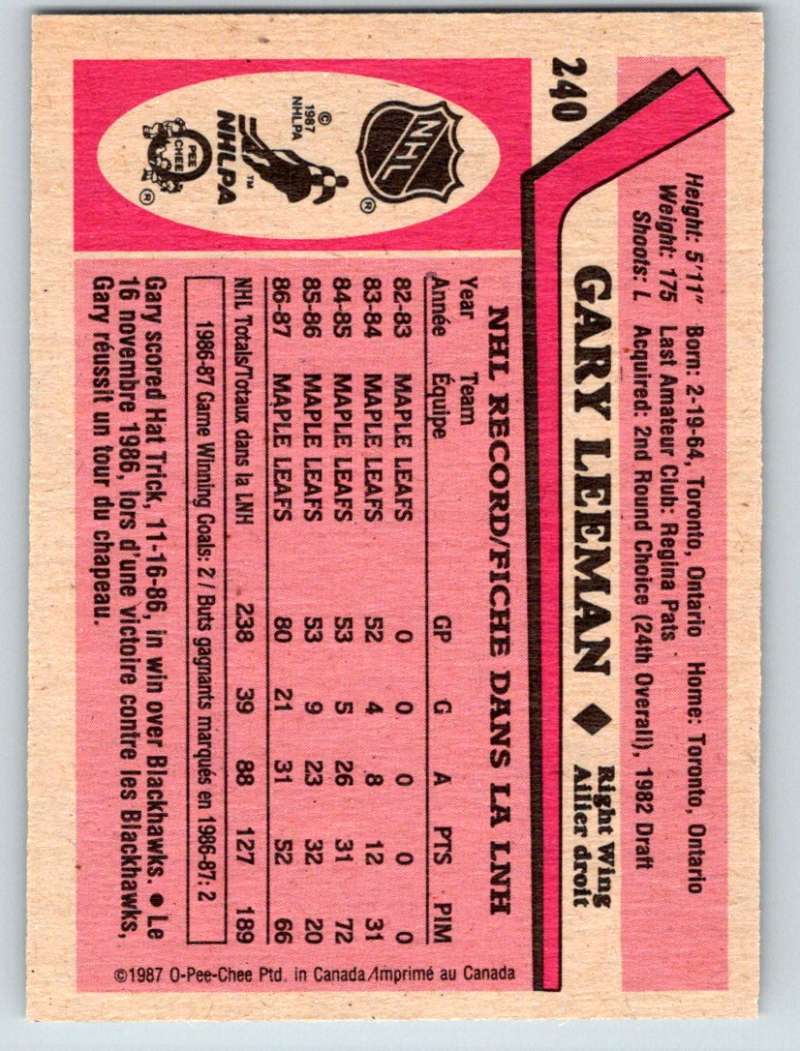 240
Height: 5'11" Born: 2-19-64, Toronto, Ontario Home: Toronto, Ontario
Weight: 175 Last Amateur Club: Regina Pats
Shoots: L Acquired: 2nd Round Choice (24th Overall), 1982 Draft
GARY LEEMAN ◆ Right Wing
Ailier droit
NHL
®
© 1987 NHLPA
NHLPA ™
O PEE CHEE
®
NHL RECORD/FICHE DANS LA LNH
Year Team
Année Équipe GP G A PTS PIM
82-83 MAPLE LEAFS 0 0 0 0 0
83-84 MAPLE LEAFS 52 4 8 12 31
84-85 MAPLE LEAFS 53 5 26 31 72
85-86 MAPLE LEAFS 53 9 23 32 20
86-87 MAPLE LEAFS 80 21 31 52 66
NHL Totals/Totaux dans la LNH 238 39 88 127 189
1986-87 Game Winning Goals: 2 / Buts gagnants marqués en 1986-87: 2
Gary scored Hat Trick, 11-16-86, in win over Blackhawks. ● Le
16 novembre 1986, lors d'une victoire contre les Blackhawks,
Gary réussit un tour du chapeau.
©1987 O-Pee-Chee Ptd. in Canada/Imprimé au Canada